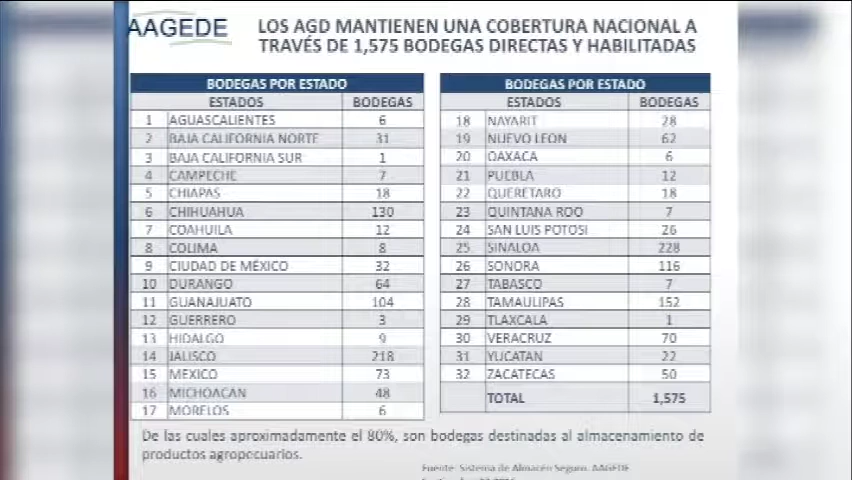 AAGEDE
LOS AGD MANTIENEN UNA COBERTURA NACIONAL A
TRAVÉS DE 1,575 BODEGAS DIRECTAS Y HABILITADAS
BODEGAS POR ESTADO
ESTADOS BODEGAS
1 AGUASCALIENTES 6
2 BAJA CALIFORNIA NORTE 31
3 BAJA CALIFORNIA SUR 1
4 CAMPECHE 7
5 CHIAPAS 18
6 CHIHUAHUA 130
7 COAHUILA 12
8 COLIMA 8
9 CIUDAD DE MÉXICO 32
10 DURANGO 64
11 GUANAJUATO 104
12 GUERRERO 3
13 HIDALGO 9
14 JALISCO 218
15 MEXICO 73
16 MICHOACAN 48
17 MORELOS 6
BODEGAS POR ESTADO
ESTADOS BODEGAS
18 NAYARIT 28
19 NUEVO LEON 62
20 OAXACA 6
21 PUEBLA 12
22 QUERETARO 18
23 QUINTANA ROO 7
24 SAN LUIS POTOSI 26
25 SINALOA 228
26 SONORA 116
27 TABASCO 7
28 TAMAULIPAS 152
29 TLAXCALA 1
30 VERACRUZ 70
31 YUCATAN 22
32 ZACATECAS 50
TOTAL 1,575
De las cuales aproximadamente el 80%, son bodegas destinadas al almacenamiento de
productos agropecuarios.
Fuente: Sistema de Almacén Seguro. AAGEDE